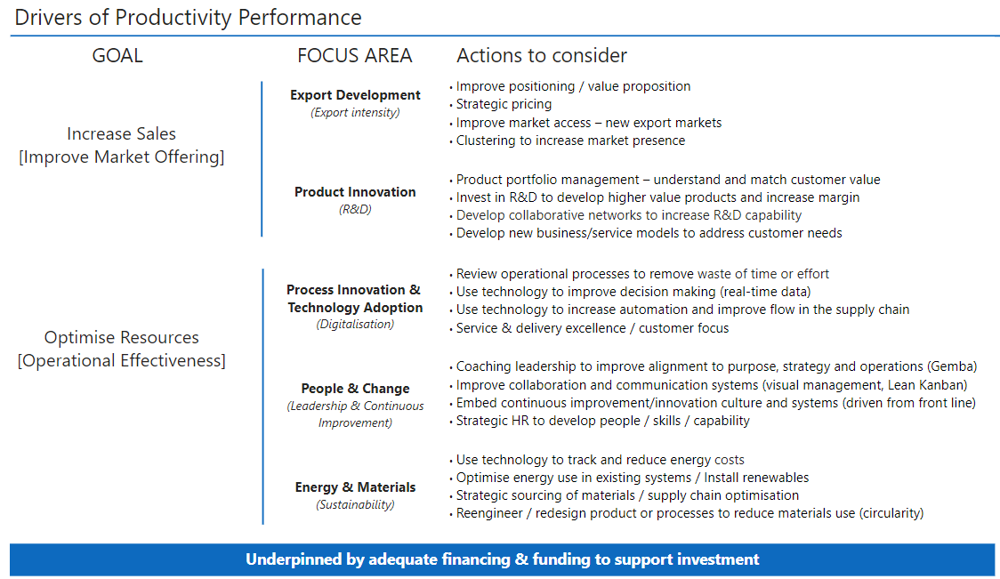 Drivers of Productivity Performance
GOAL
FOCUS AREA
Actions to consider
Increase Sales
[Improve Market Offering]
Export Development
(Export intensity)
• Improve positioning / value proposition
• Strategic pricing
• Improve market access – new export markets
• Clustering to increase market presence
Product Innovation
(R&D)
• Product portfolio management – understand and match customer value
• Invest in R&D to develop higher value products and increase margin
• Develop collaborative networks to increase R&D capability
• Develop new business/service models to address customer needs
Optimise Resources
[Operational Effectiveness]
Process Innovation &
Technology Adoption
(Digitalisation)
• Review operational processes to remove waste of time or effort
• Use technology to improve decision making (real-time data)
• Use technology to increase automation and improve flow in the supply chain
• Service & delivery excellence / customer focus
People & Change
(Leadership & Continuous
Improvement)
• Coaching leadership to improve alignment to purpose, strategy and operations (Gemba)
• Improve collaboration and communication systems (visual management, Lean Kanban)
• Embed continuous improvement/innovation culture and systems (driven from front line)
• Strategic HR to develop people / skills / capability
Energy & Materials
(Sustainability)
• Use technology to track and reduce energy costs
• Optimise energy use in existing systems / Install renewables
• Strategic sourcing of materials / supply chain optimisation
• Reengineer / redesign product or processes to reduce materials use (circularity)
Underpinned by adequate financing & funding to support investment